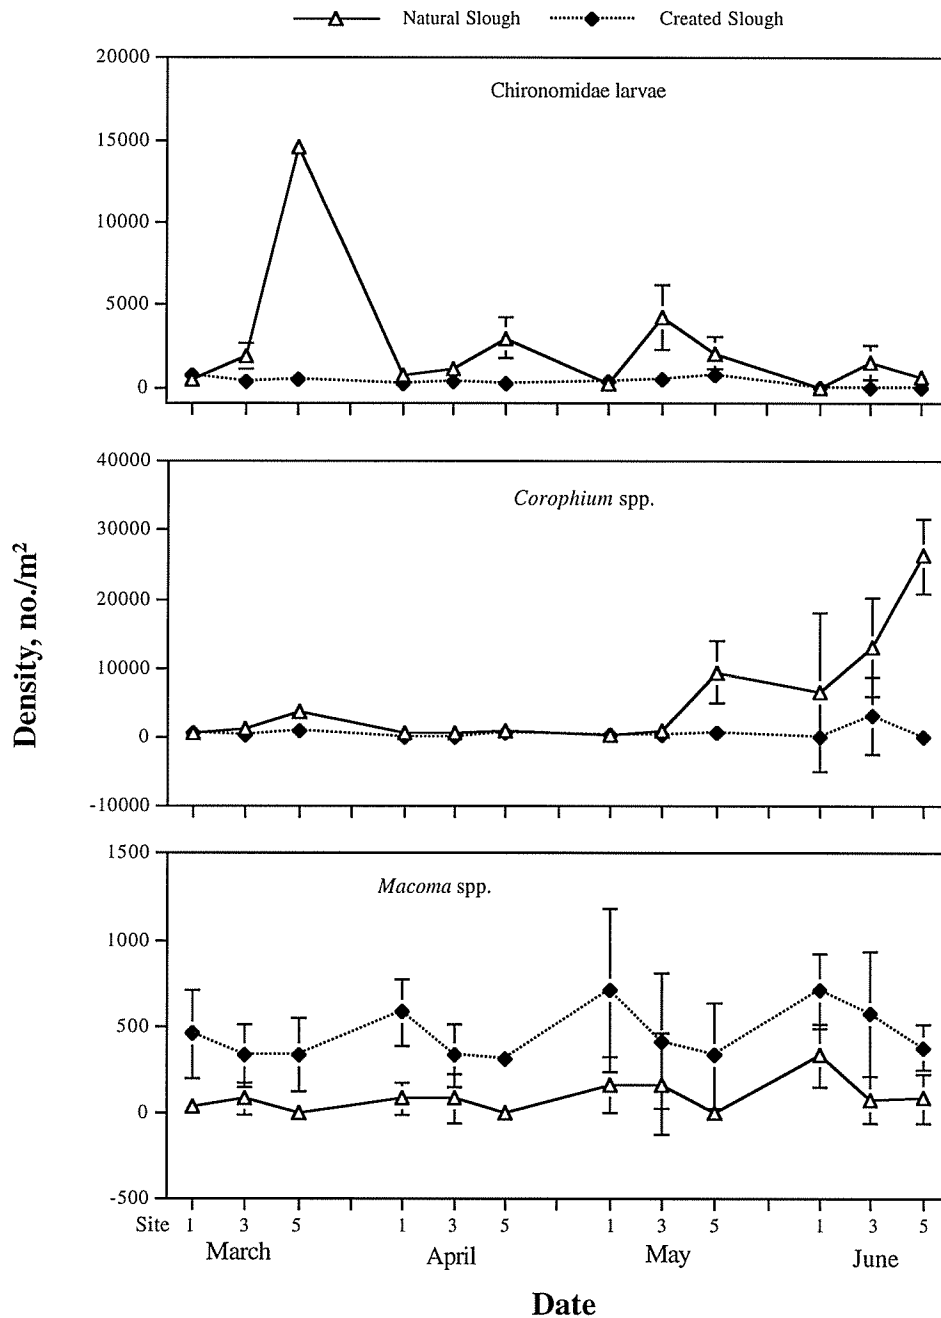 Natural Slough Created Slough
20000
Chironomidae larvae
15000
10000
5000
0
40000
Corophium spp.
30000
20000
10000
0
-10000
Density, no./m²
1500
Macoma spp.
1000
500
0
-500
Site 1 3 5 1 3 5 1 3 5 1 3 5
March April May June
Date